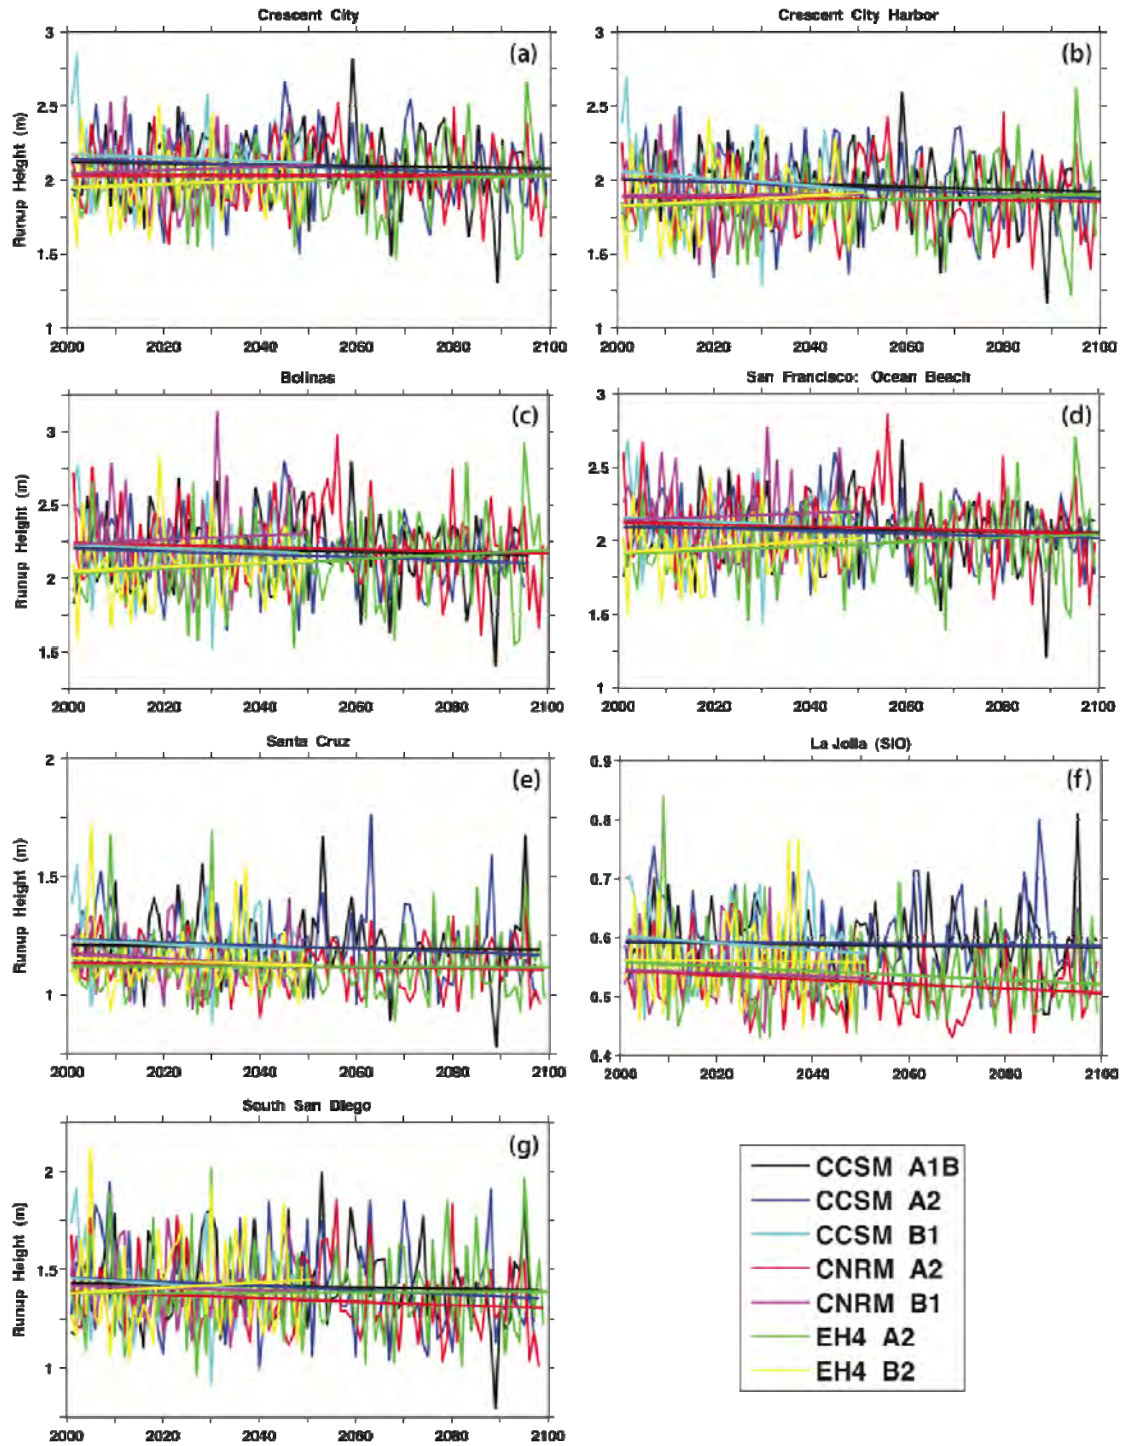 Crescent City
Crescent City Harbor
3
2.5
2
1.5
1
Runup Height (m)
(a)
2000 2020 2040 2060 2080 2100
3
2.5
2
1.5
1
(b)
2000 2020 2040 2060 2080 2100
Bolinas
San Francisco: Ocean Beach
3
2.5
2
1.5
Runup Height (m)
(c)
2000 2020 2040 2060 2080 2100
3
2.5
2
1.5
1
(d)
2000 2020 2040 2060 2080 2100
Santa Cruz
La Jolla (SIO)
2
1.5
1
Runup Height (m)
(e)
2000 2020 2040 2060 2080 2100
0.9
0.8
0.7
0.6
0.5
0.4
(f)
2000 2020 2040 2060 2080 2100
South San Diego
2
1.5
1
Runup Height (m)
(g)
2000 2020 2040 2060 2080 2100
CCSM A1B
CCSM A2
CCSM B1
CNRM A2
CNRM B1
EH4 A2
EH4 B2